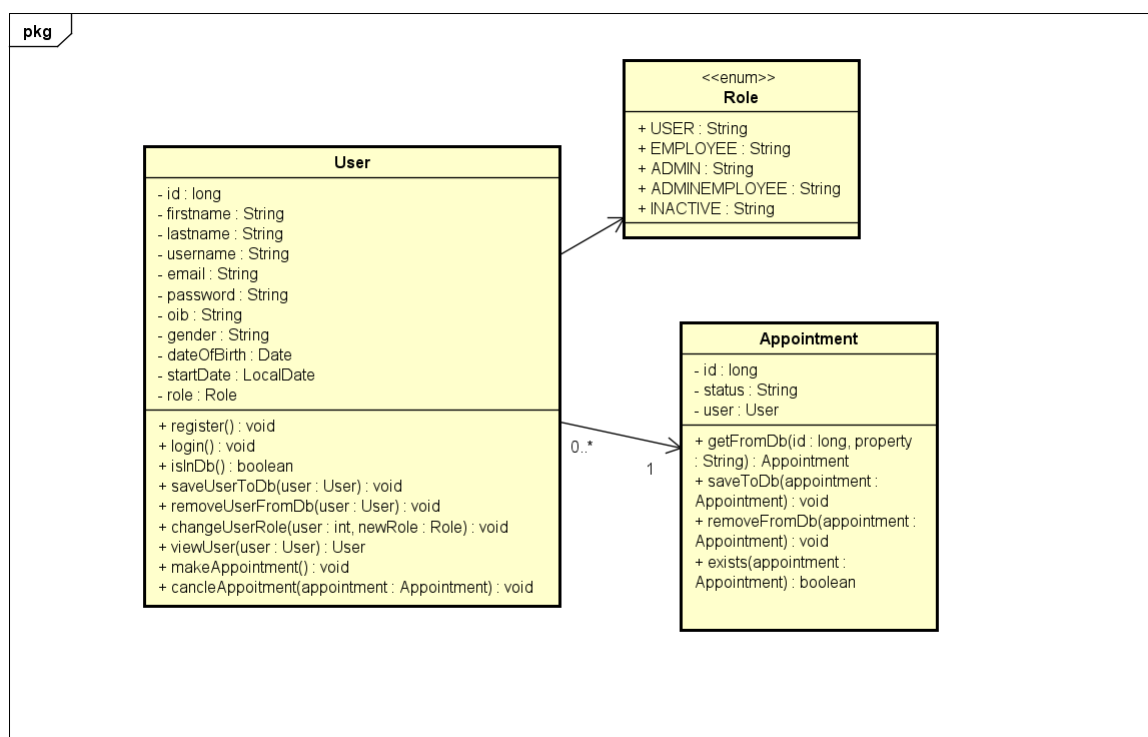 pkg
<<enum>>
Role
+ USER : String
+ EMPLOYEE : String
+ ADMIN : String
+ ADMINEMPLOYEE : String
+ INACTIVE : String
User
- id : long
- firstname : String
- lastname : String
- username : String
- email : String
- password : String
- oib : String
- gender : String
- dateOfBirth : Date
- startDate : LocalDate
- role : Role
+ register() : void
+ login() : void
+ isInDb() : boolean
+ saveUserToDb(user : User) : void
+ removeUserFromDb(user : User) : void
+ changeUserRole(user : int, newRole : Role) : void
+ viewUser(user : User) : User
+ makeAppointment() : void
+ cancleAppoitment(appointment : Appointment) : void
0..*
1
Appointment
- id : long
- status : String
- user : User
+ getFromDb(id : long, property
: String) : Appointment
+ saveToDb(appointment :
Appointment) : void
+ removeFromDb(appointment :
Appointment) : void
+ exists(appointment :
Appointment) : boolean